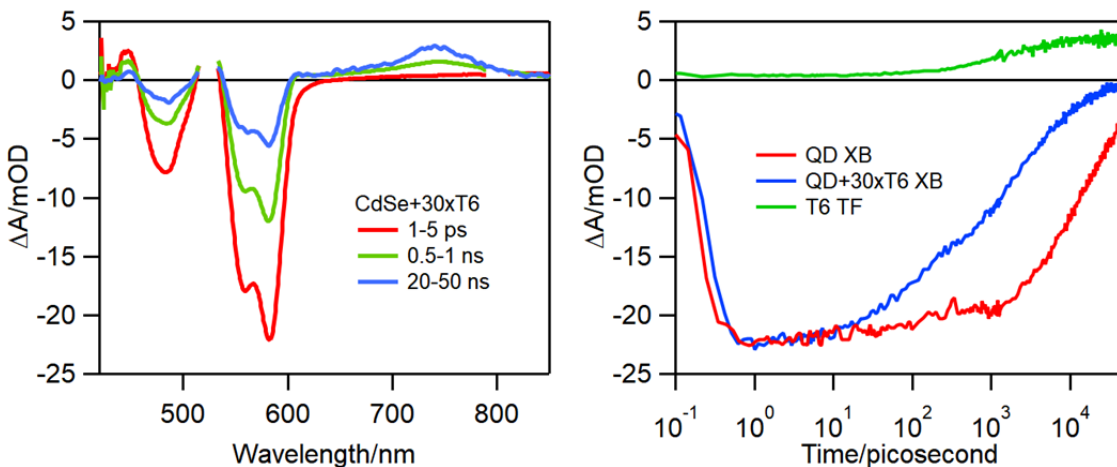 5
0
-5
-10
-15
-20
-25
ΔA/mOD
500
600
700
800
Wavelength/nm
CdSe+30xT6
1-5 ps
0.5-1 ns
20-50 ns
5
0
-5
-10
-15
-20
-25
ΔA/mOD
10⁻¹
10⁰
10¹
10²
10³
10⁴
Time/picosecond
QD XB
QD+30xT6 XB
T6 TF